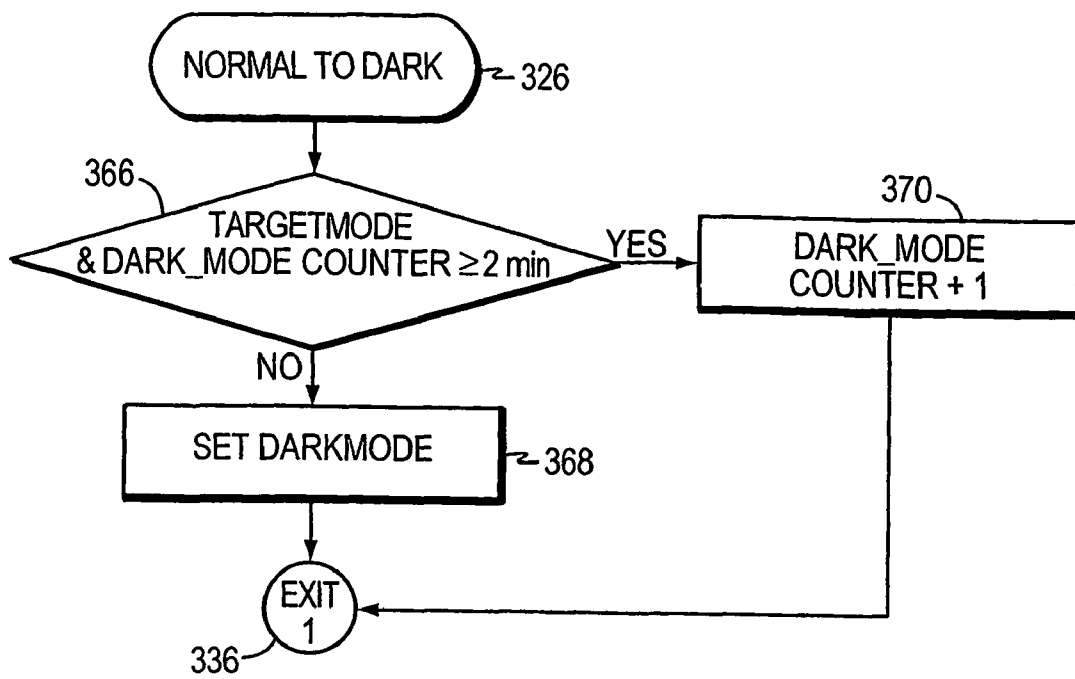 NORMAL TO DARK
326
366
TARGETMODE
& DARK_MODE COUNTER ≥ 2 min
YES
370
DARK_MODE
COUNTER + 1
NO
SET DARKMODE
368
EXIT
1
336